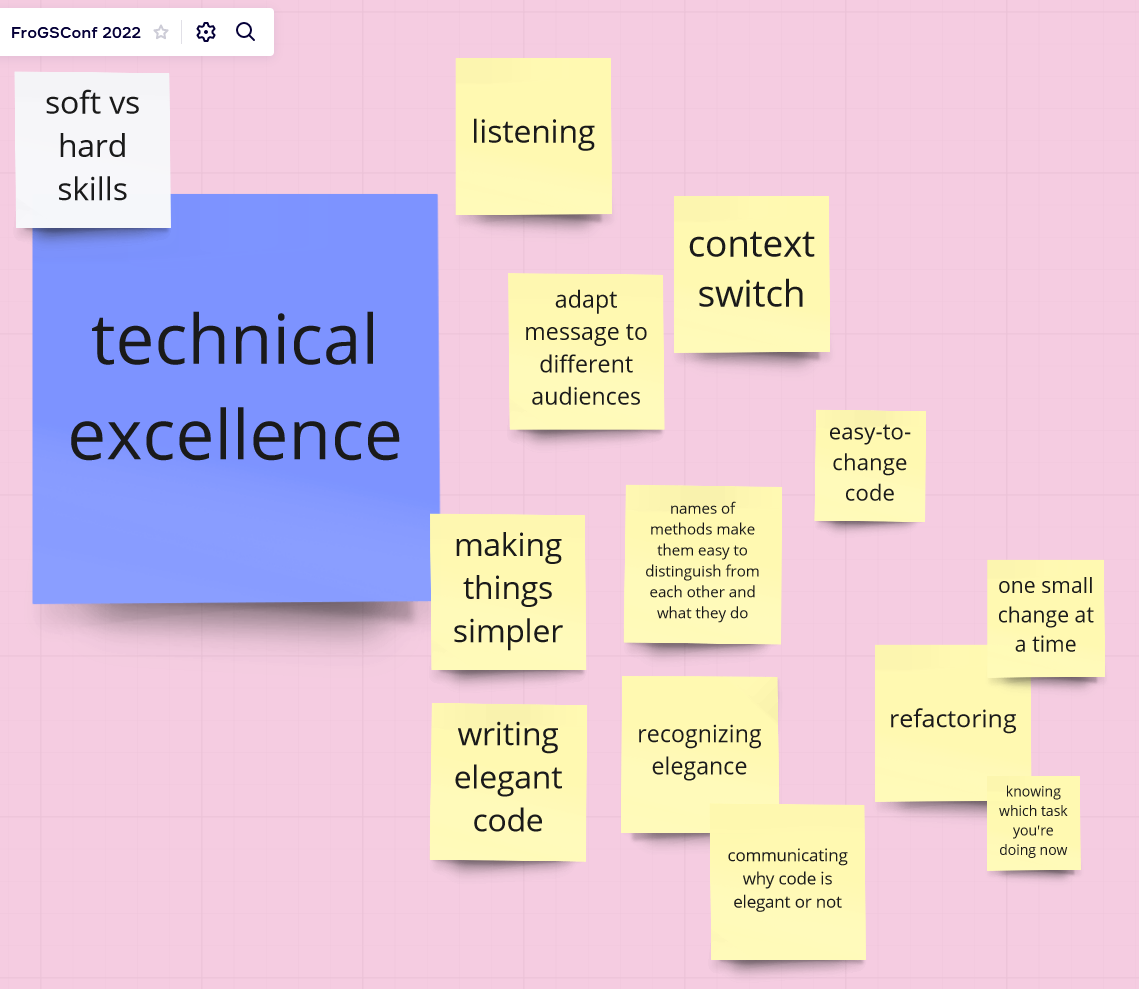 FroGSConf 2022
soft vs
hard
skills
technical
excellence
listening
context
switch
adapt
message to
different
audiences
easy-to-
change
code
making
things
simpler
names of
methods make
them easy to
distinguish from
each other and
what they do
one small
change at
a time
refactoring
knowing
which task
you're
doing now
writing
elegant
code
recognizing
elegance
communicating
why code is
elegant or not